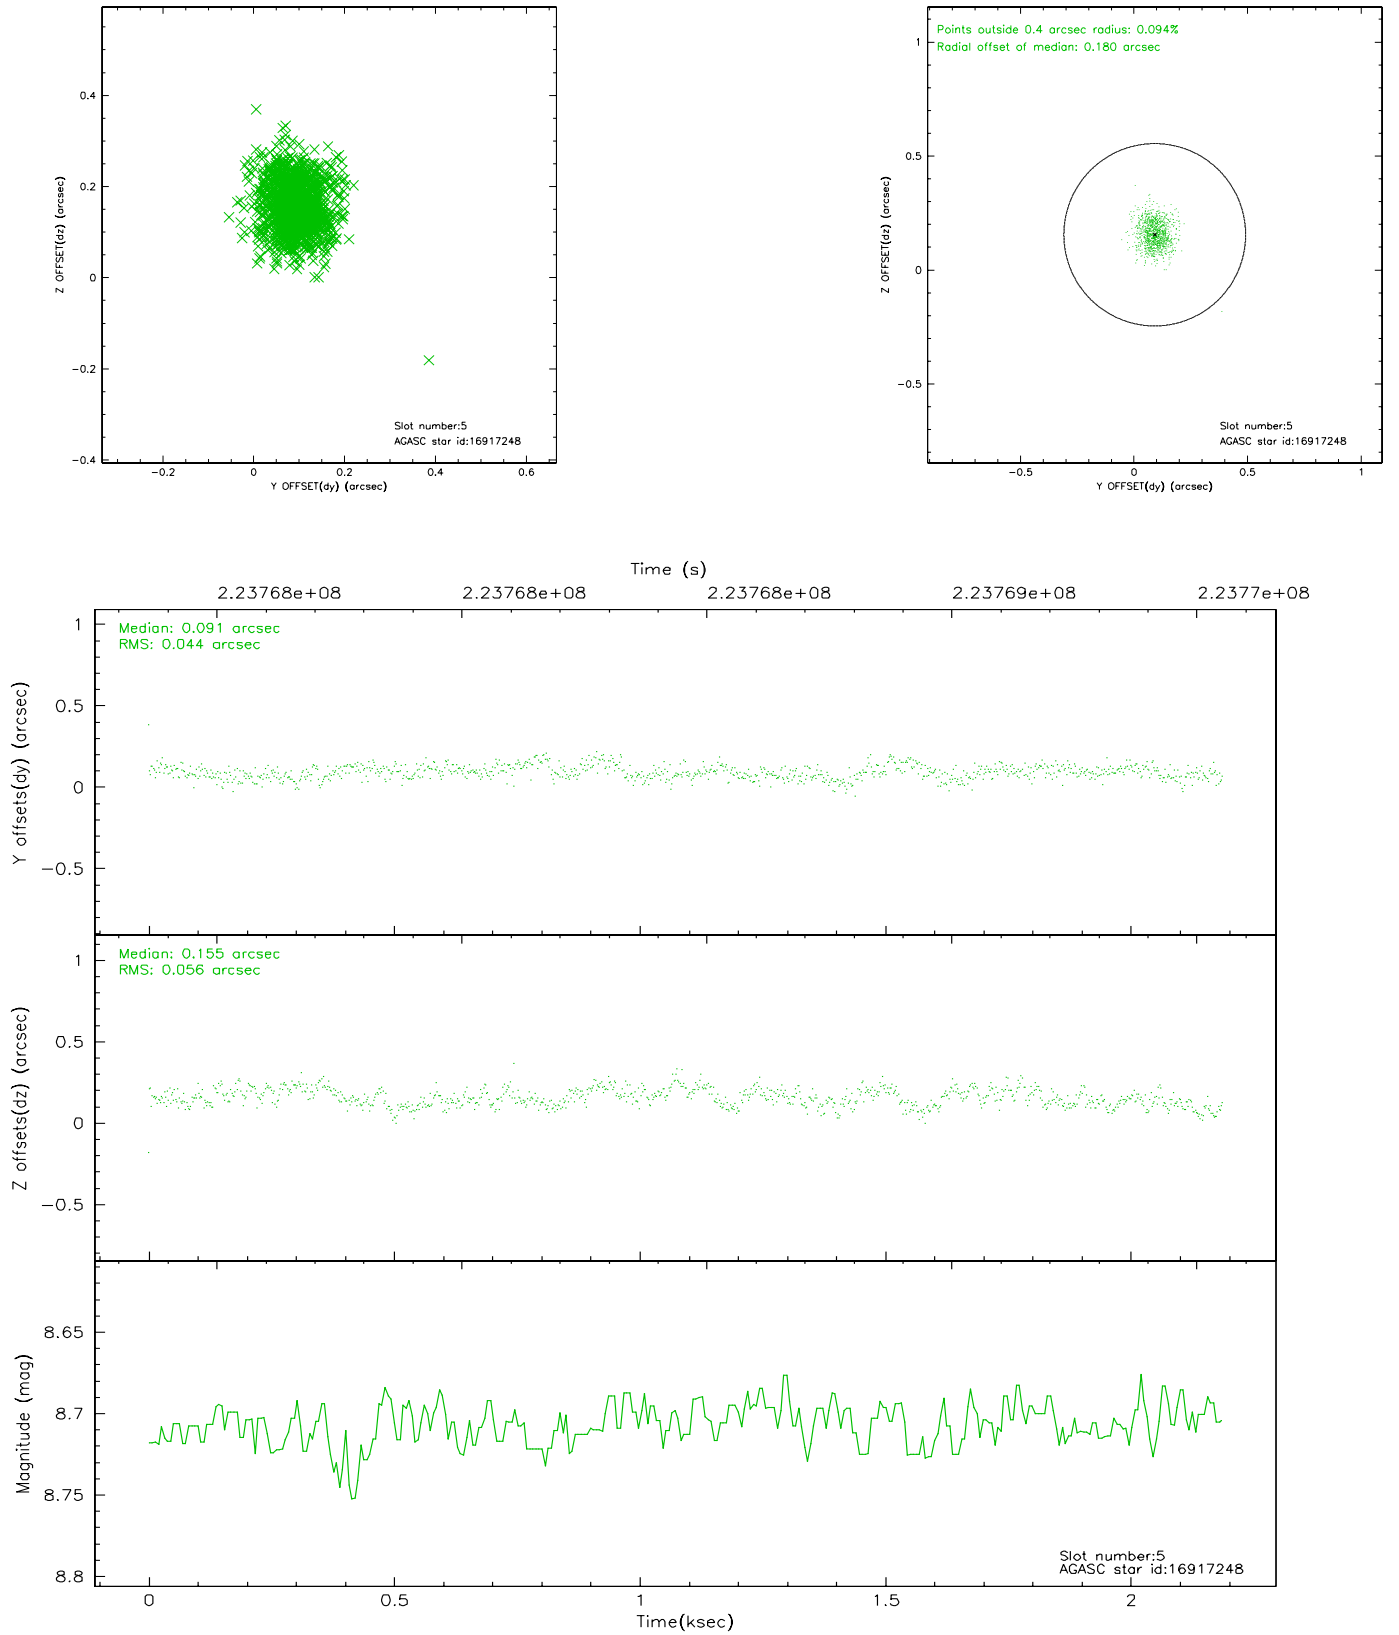 0.4
0.2
0
−0.2
−0.4
Z OFFSET(dz) (arcsec)
−0.2 0 0.2 0.4 0.6
Y OFFSET(dy) (arcsec)
Slot number:5
AGASC star id:16917248
Points outside 0.4 arcsec radius: 0.094%
Radial offset of median: 0.180 arcsec
1
0.5
0
−0.5
Z OFFSET(dz) (arcsec)
−0.5 0 0.5 1
Y OFFSET(dy) (arcsec)
Slot number:5
AGASC star id:16917248
Time (s)
2.23768e+08 2.23768e+08 2.23768e+08 2.23769e+08 2.2377e+08
Median: 0.091 arcsec
RMS: 0.044 arcsec
1
0.5
0
−0.5
Y offsets(dy) (arcsec)
Median: 0.155 arcsec
RMS: 0.056 arcsec
1
0.5
0
−0.5
Z offsets(dz) (arcsec)
8.65
8.7
8.75
8.8
Magnitude (mag)
Slot number:5
AGASC star id:16917248
0 0.5 1 1.5 2
Time(ksec)